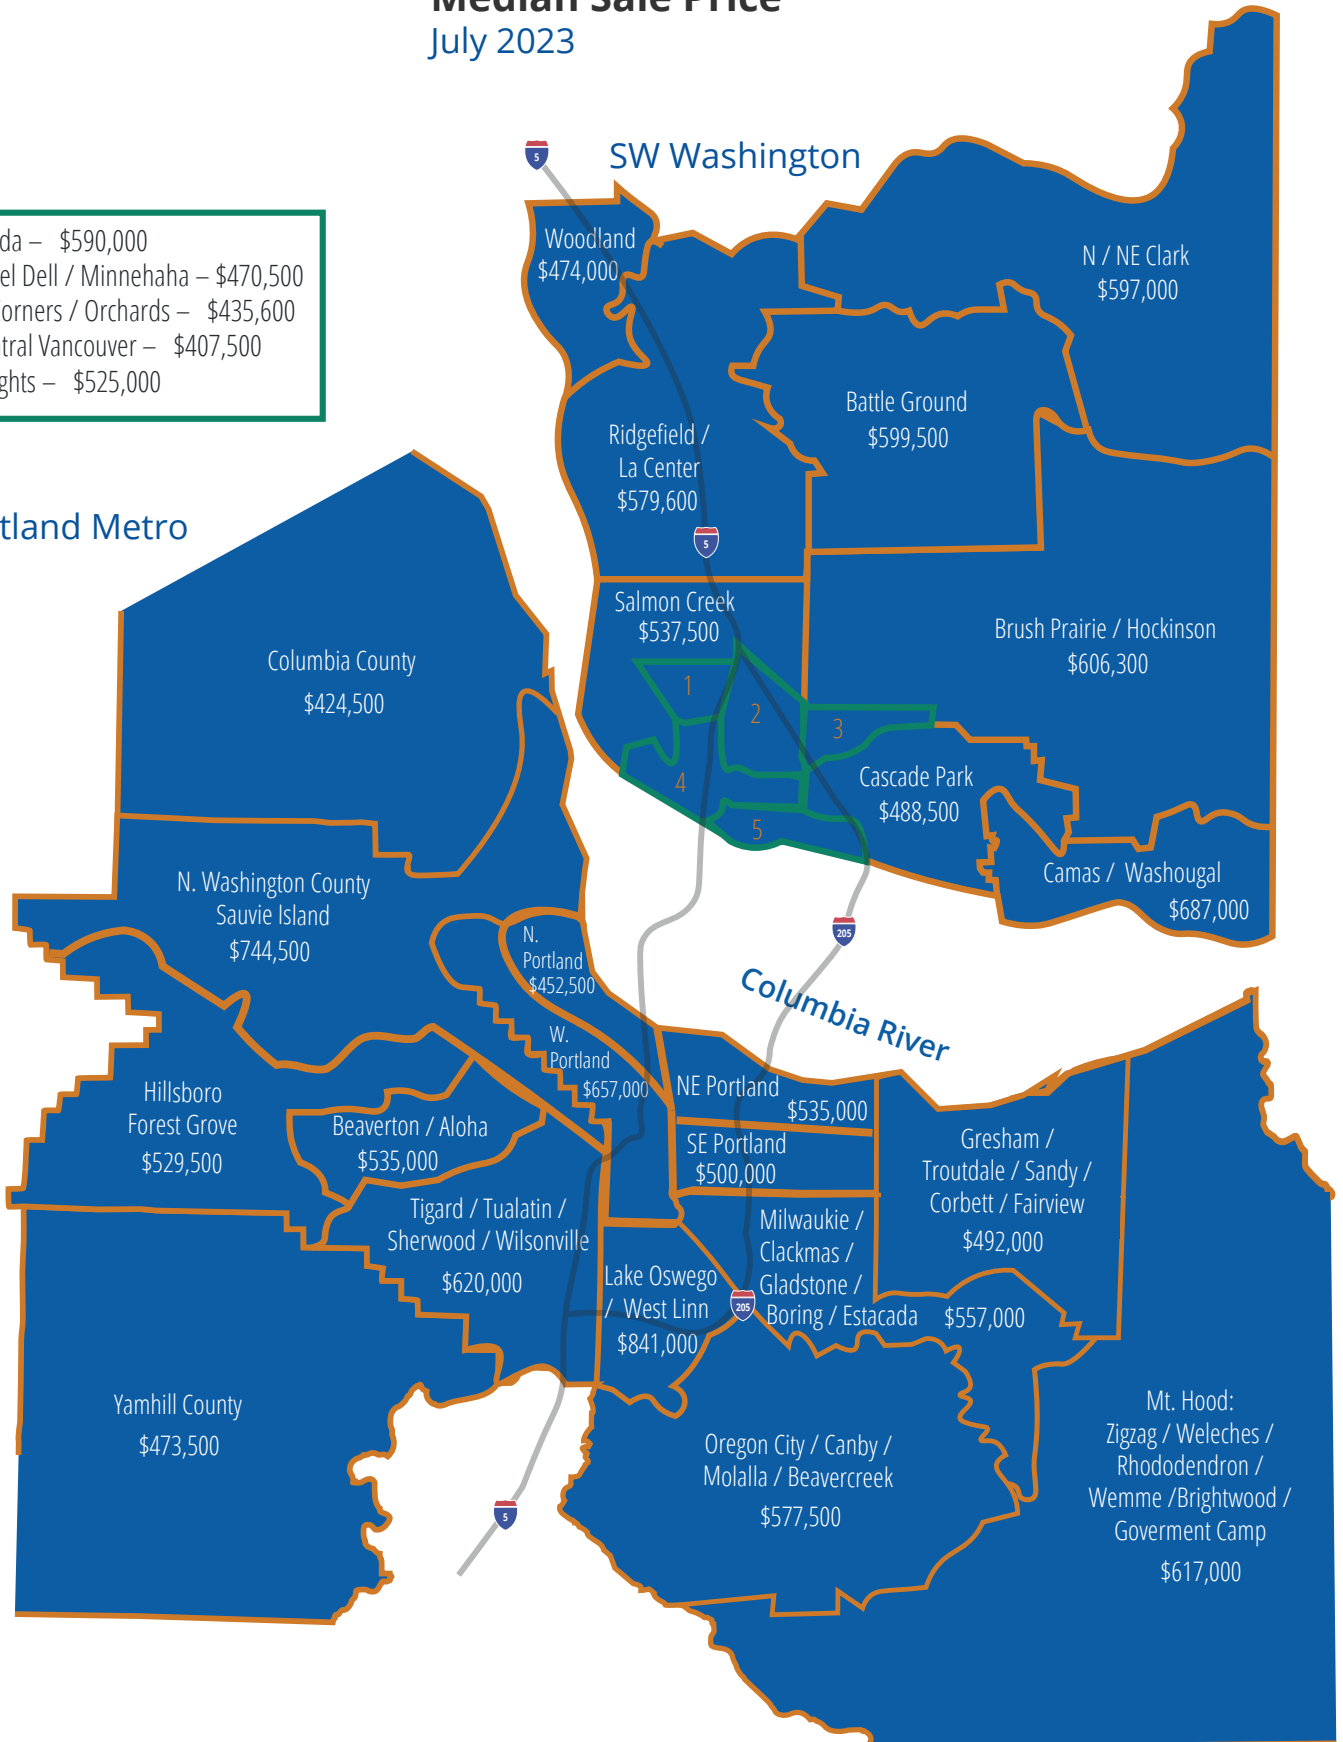 Median Sale Price
July 2023
SW Washington
– $590,000
Dell / Minnehaha – $470,500
/ Orchards – $435,600
Vancouver – $407,500
– $525,000
5
Woodland
$474,000
N / NE Clark
$597,000
Battle Ground
$599,500
Ridgefield /
La Center
$579,600
5
Metro
Salmon Creek
$537,500
Brush Prairie / Hockinson
$606,300
Columbia County
$424,500
1
2
3
4
5
Cascade Park
$488,500
Camas / Washougal
$687,000
N. Washington County
Sauvie Island
$744,500
N.
Portland
$452,500
205
Columbia River
W.
Portland
$657,000
NE Portland
$535,000
SE Portland
$500,000
Hillsboro
Forest Grove
$529,500
Beaverton / Aloha
$535,000
Gresham /
Troutdale / Sandy /
Corbett / Fairview
$492,000
Tigard / Tualatin /
Sherwood / Wilsonville
$620,000
Milwaukie /
Clackmas /
Gladstone /
Boring / Estacada $557,000
Lake Oswego
/ West Linn
$841,000
205
Yamhill County
$473,500
Oregon City / Canby /
Molalla / Beavercreek
$577,500
Mt. Hood:
Zigzag / Weleches /
Rhododendron /
Wemme /Brightwood /
Goverment Camp
$617,000
5